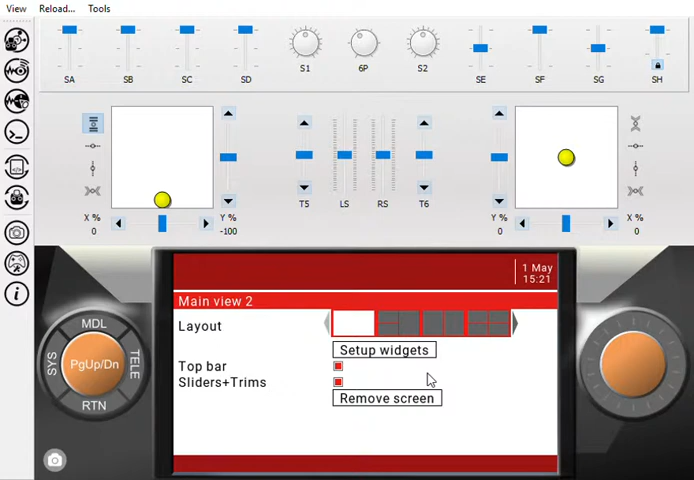 View Reload... Tools
SA SB SC SD S1 6P S2 SE SF SG SH
T5 LS RS T6
X % 0 Y % -100 Y % 0 X % 0
1 May
15:21
Main view 2
Layout
Setup widgets
Top bar
Sliders+Trims
Remove screen
MDL
SYS PgUp/Dn TELE
RTN